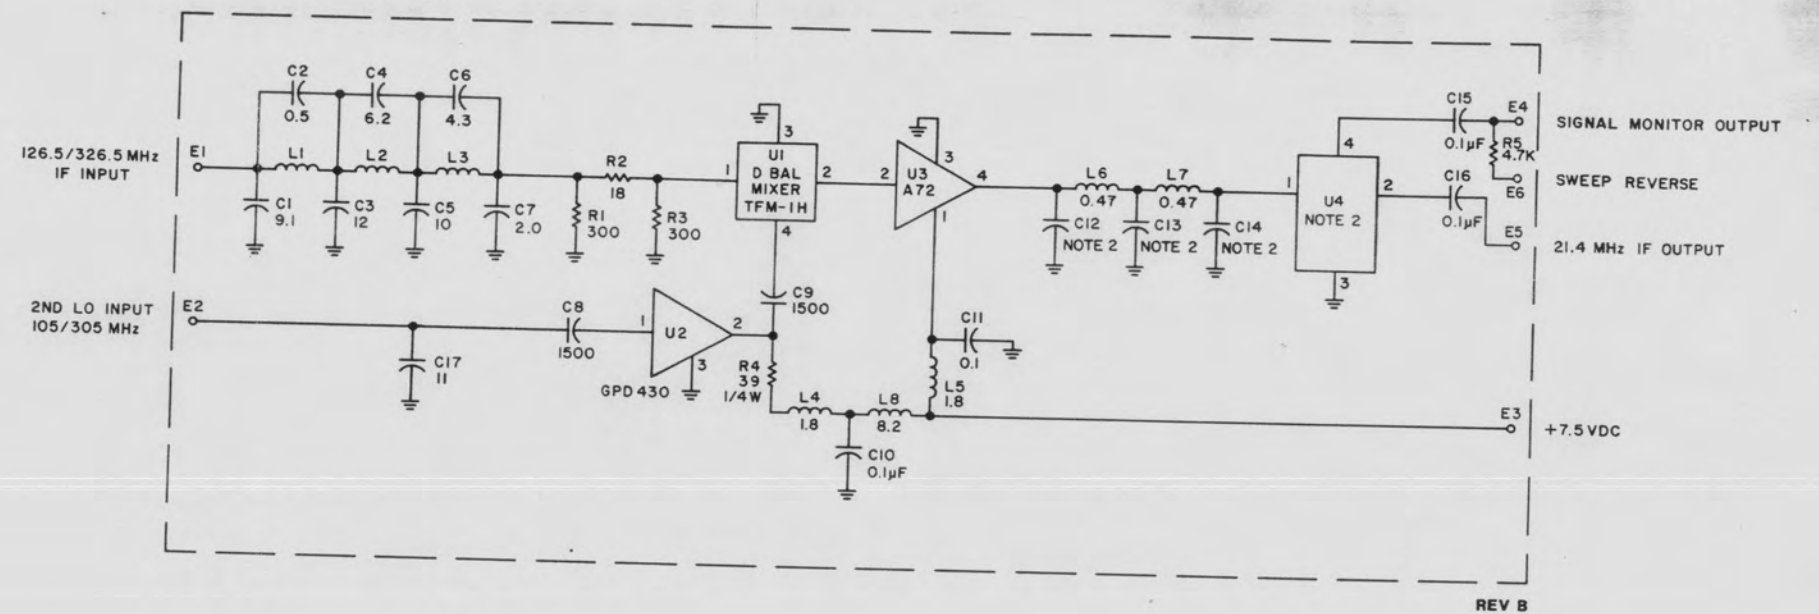 C2
0.5
C4
6.2
C6
4.3
126.5/326.5 MHz
IF INPUT
E1
L1
L2
L3
C1
9.1
C3
12
C5
10
C7
2.0
R2
18
R1
300
R3
300
1
3
U1
D BAL
MIXER
TFM-1H
2
4
2
3
U3
A72
4
1
L6
0.47
L7
0.47
C12
NOTE 2
C13
NOTE 2
C14
NOTE 2
1
4
U4
NOTE 2
2
3
C15
0.1µF
E4
SIGNAL MONITOR OUTPUT
R5
4.7K
E6
SWEEP REVERSE
C16
0.1µF
E5
21.4 MHz IF OUTPUT
2ND LO INPUT
105/305 MHz
E2
C17
11
C8
1500
1
U2
2
3
GPD 430
C9
1500
R4
39
1/4W
L4
1.8
L8
8.2
C10
0.1µF
C11
0.1
L5
1.8
E3
+7.5 VDC
REV B